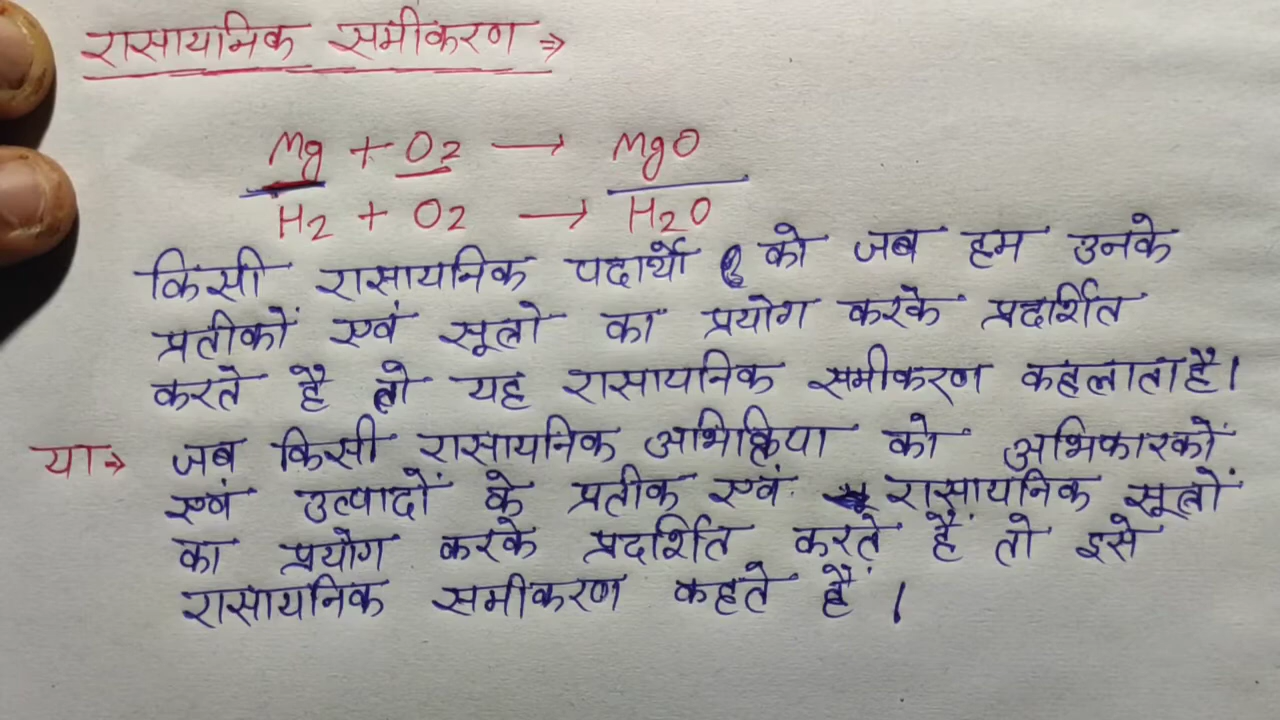 रासायनिक समीकरण ⇒
Mg + O2 → MgO
H2 + O2 → H2O
किसी रासायनिक पदार्थो को जब हम उनके
प्रतीकों एवं सूत्रो का प्रयोग करके प्रदर्शित
करते है तो यह रासायनिक समीकरण कहलाता है।
या⇒ जब किसी रासायनिक अभिक्रिया को अभिकारकों
एवं उत्पादों के प्रतीक एवं रासायनिक सूत्रों
का प्रयोग करके प्रदर्शित करते हैं तो इसे
रासायनिक समीकरण कहते हैं ।